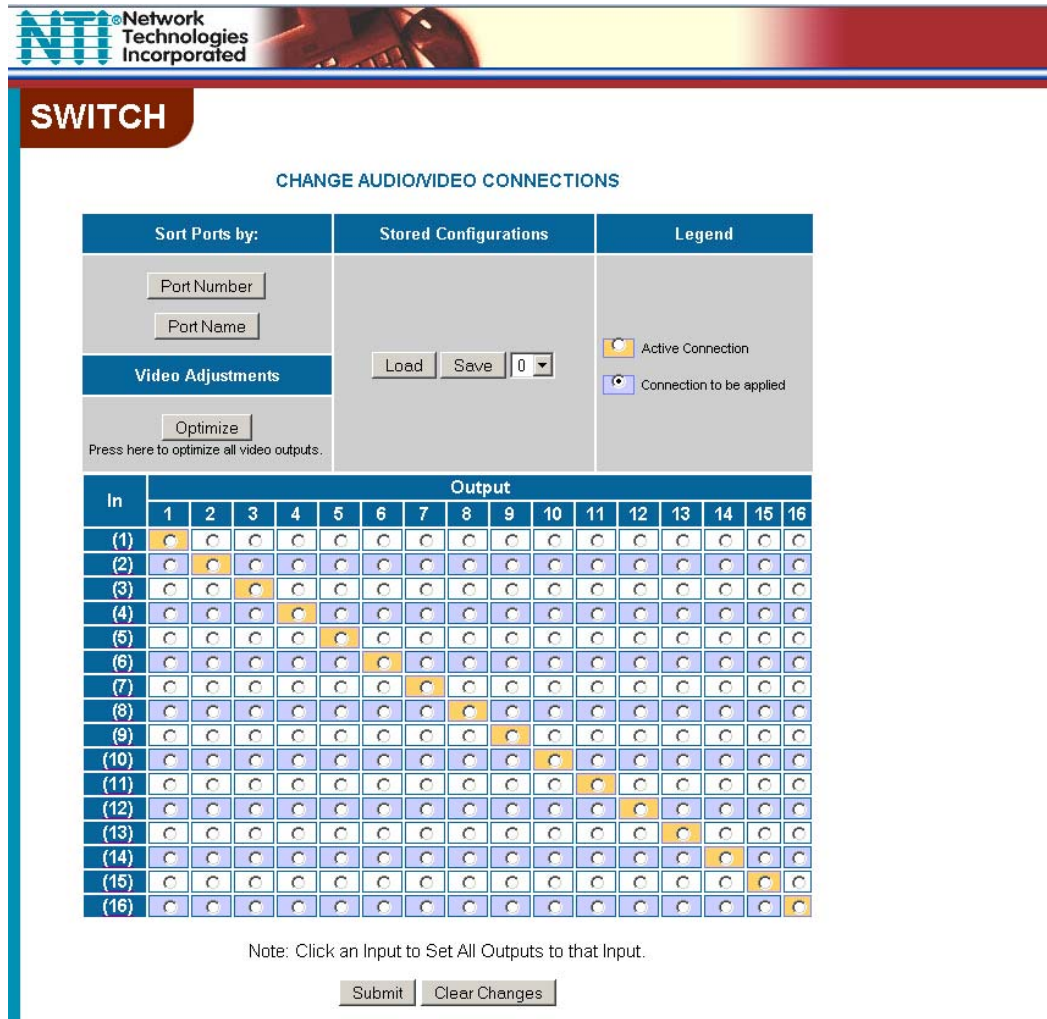 NTI ®Network
Technologies
Incorporated
SWITCH
CHANGE AUDIO/VIDEO CONNECTIONS
Sort Ports by:
Stored Configurations
Legend
Port Number
Port Name
Video Adjustments
Optimize
Press here to optimize all video outputs.
Load
Save
0
Active Connection
Connection to be applied
In
Output
1 2 3 4 5 6 7 8 9 10 11 12 13 14 15 16
(1)
(2)
(3)
(4)
(5)
(6)
(7)
(8)
(9)
(10)
(11)
(12)
(13)
(14)
(15)
(16)
Note: Click an Input to Set All Outputs to that Input.
Submit
Clear Changes